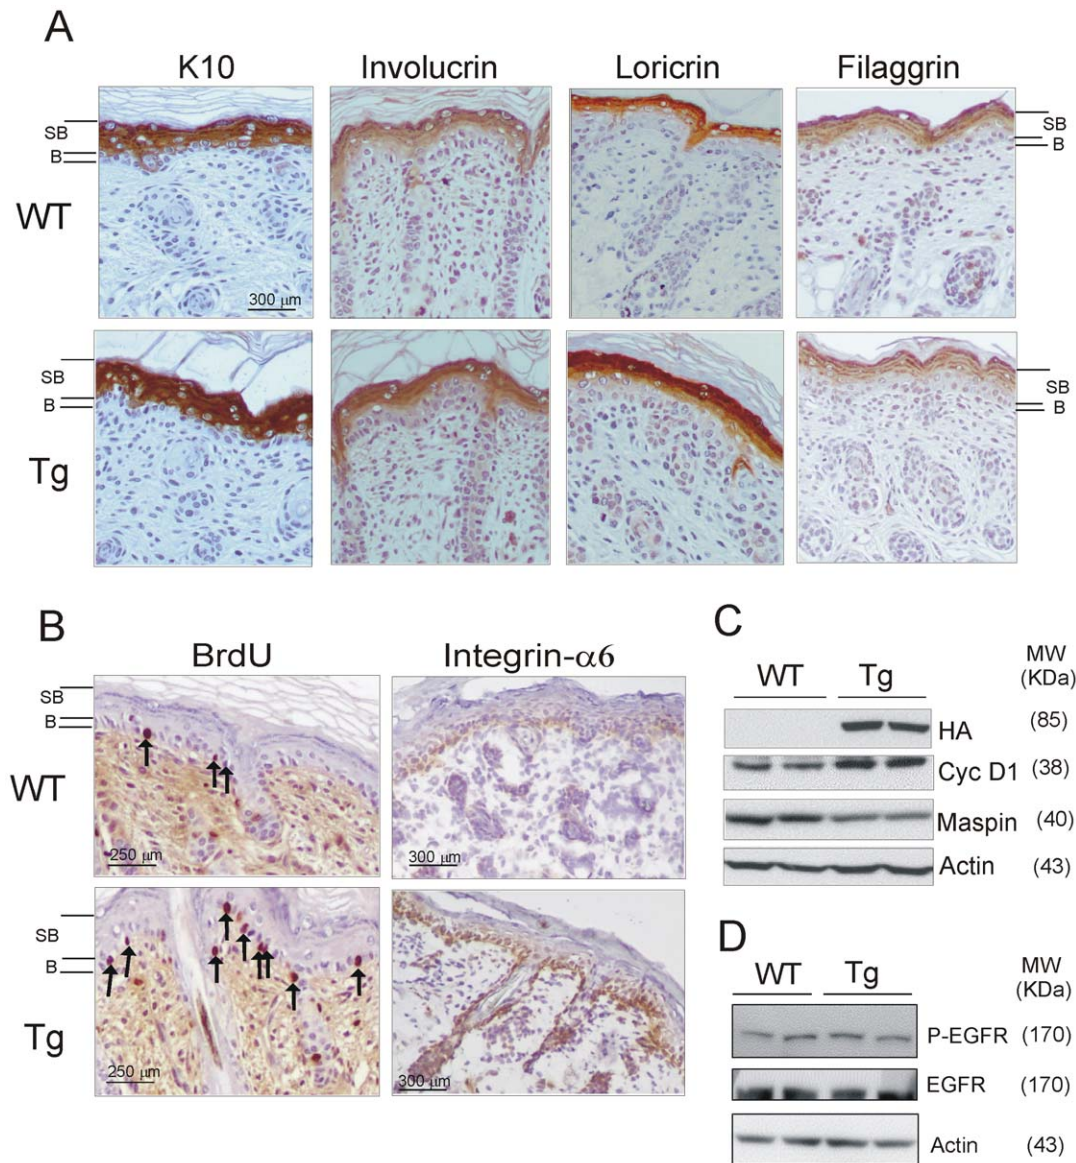 A
K10 Involucrin Loricrin Filaggrin
SB
B
WT
300 μm
SB
B
SB
B
Tg
SB
B
B
BrdU Integrin-α6
SB
B
WT
250 μm
300 μm
SB
B
Tg
250 μm
300 μm
C
WT Tg MW
(KDa)
HA (85)
Cyc D1 (38)
Maspin (40)
Actin (43)
D
WT Tg MW
(KDa)
P-EGFR (170)
EGFR (170)
Actin (43)